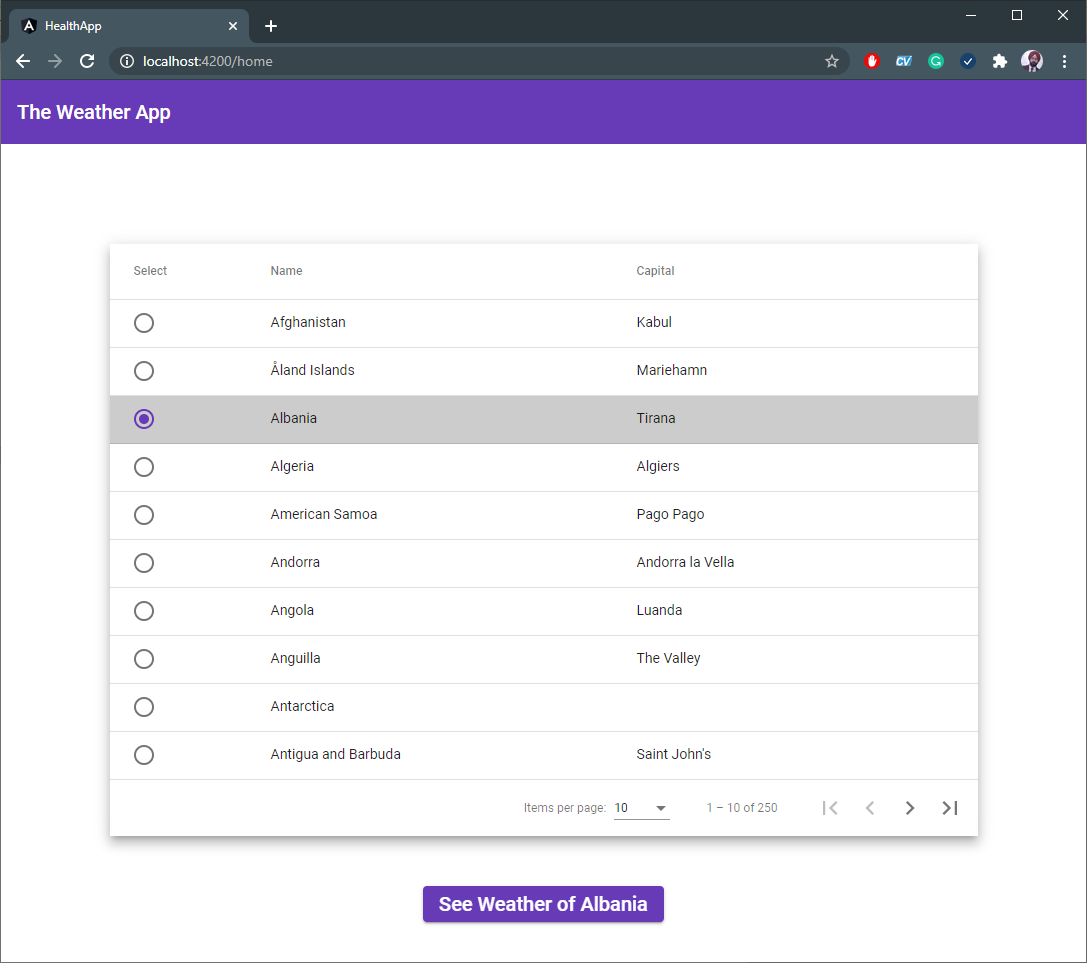 HealthApp
localhost:4200/home
CV
G
The Weather App
Select Name Capital
Afghanistan Kabul
Åland Islands Mariehamn
Albania Tirana
Algeria Algiers
American Samoa Pago Pago
Andorra Andorra la Vella
Angola Luanda
Anguilla The Valley
Antarctica
Antigua and Barbuda Saint John's
Items per page: 10 1 – 10 of 250
See Weather of Albania